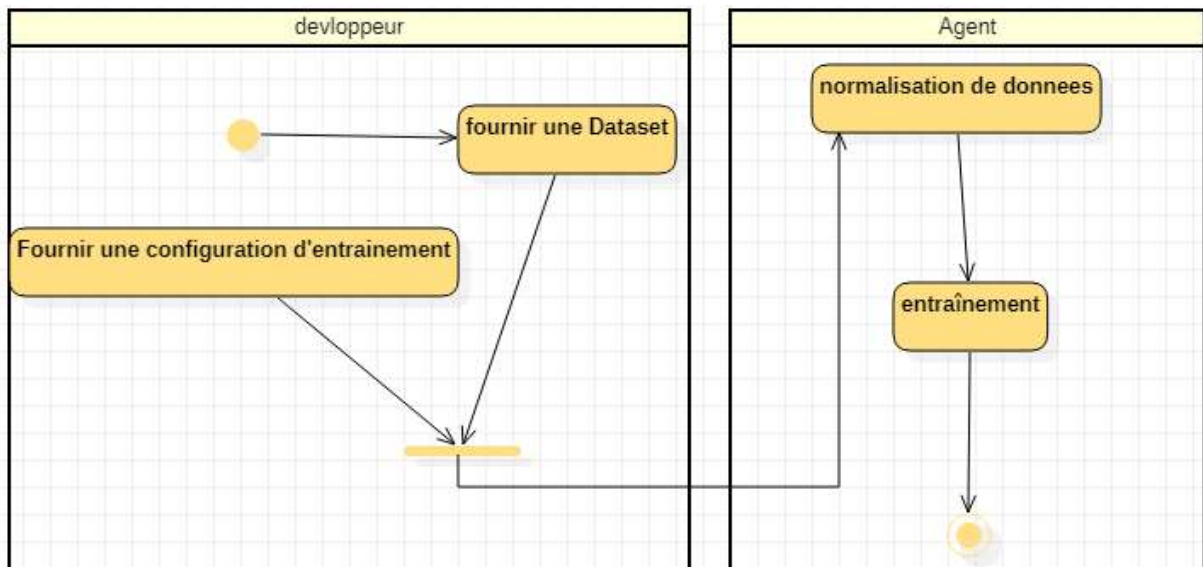 devloppeur
Agent
normalisation de donnees
fournir une Dataset
Fournir une configuration d'entrainement
entraînement